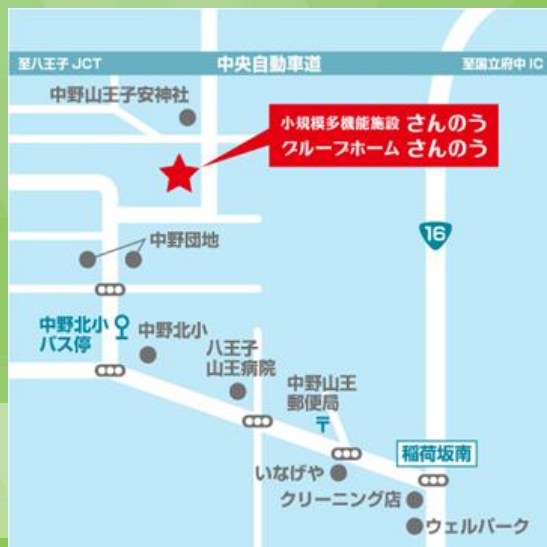 至八王子JCT
中央自動車道
至国立府中IC
中野山王子安神社
小規模多機能施設 さんのう
グループホーム さんのう
16
中野団地
中野北小
バス停
中野北小
八王子
山王病院
中野山王
郵便局
〒
稲荷坂南
いなげや
クリーニング店
ウェルパーク